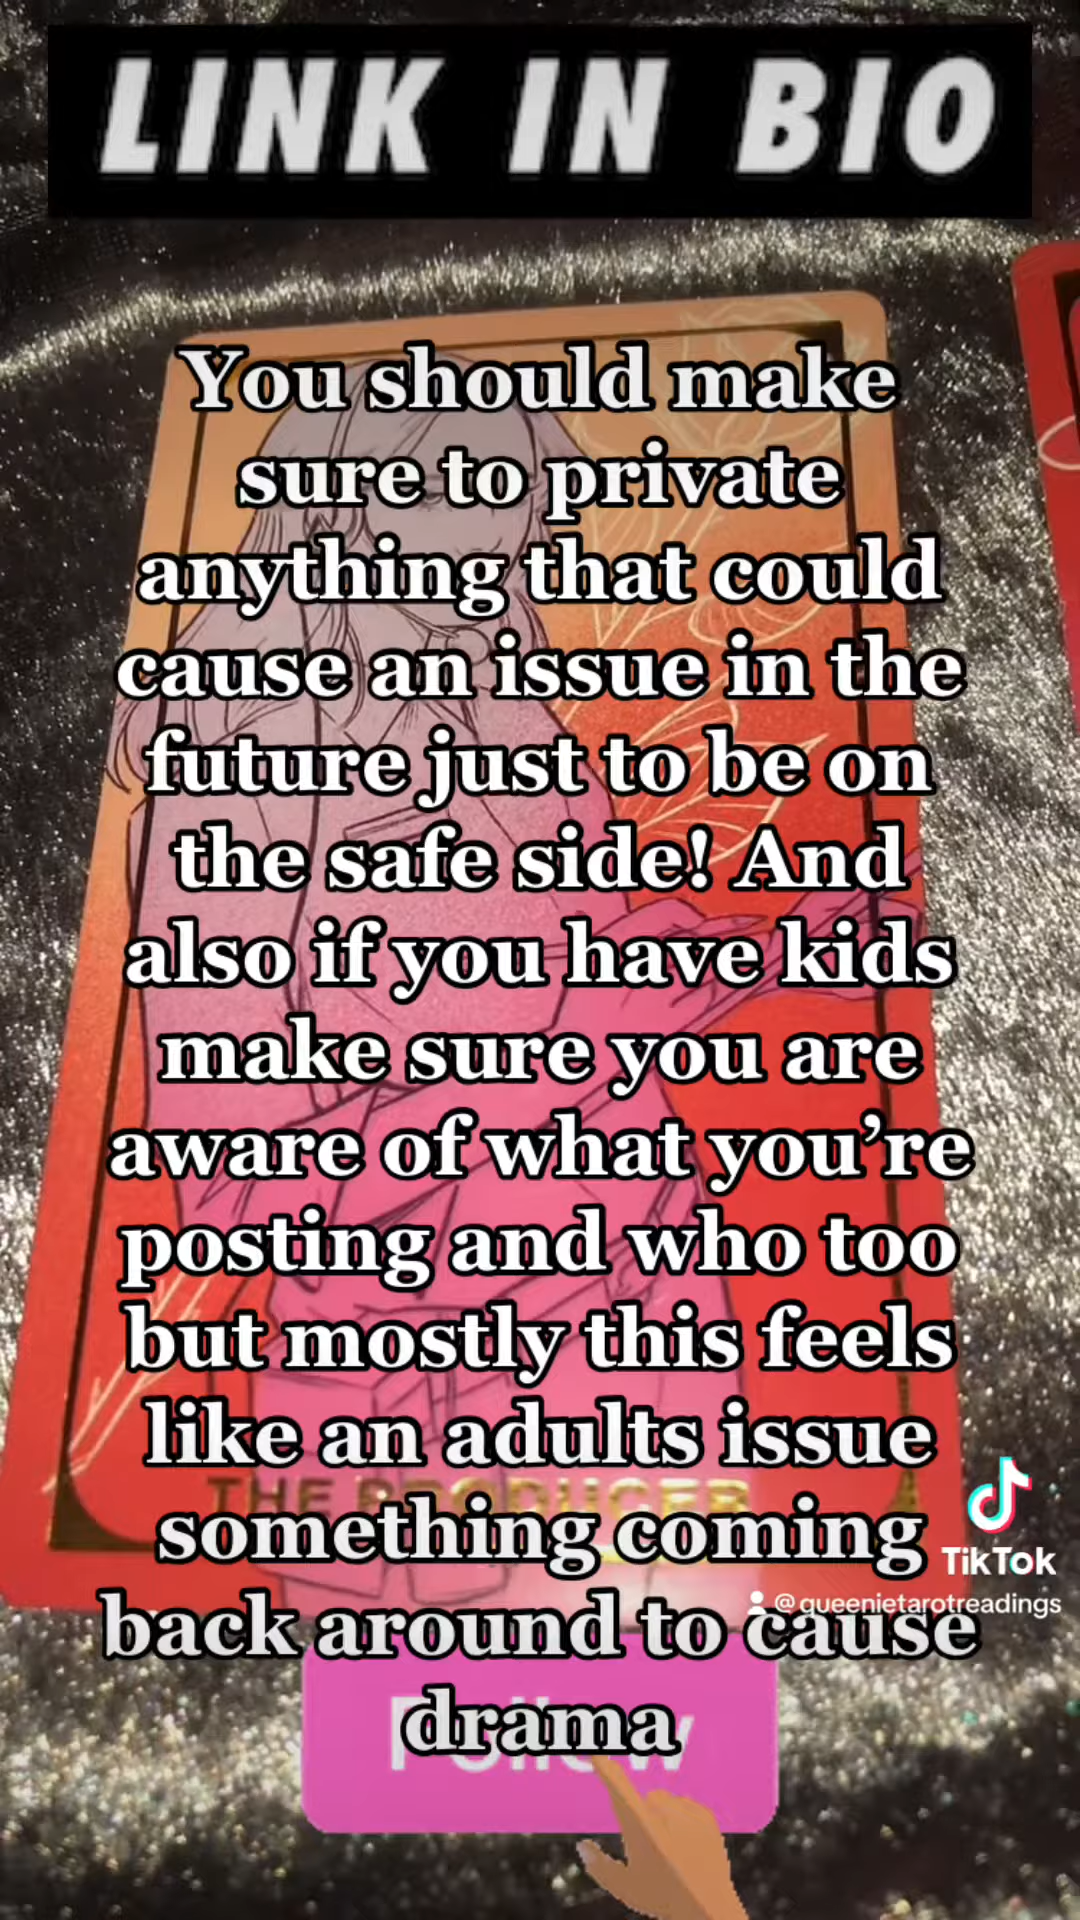 LINK IN BIO
You should make
sure to private
anything that could
cause an issue in the
future just to be on
the safe side! And
also if you have kids
make sure you are
aware of what you’re
posting and who too
but mostly this feels
like an adults issue
THE PRODUCER
something coming
TikTok
@queenietarotreadings
back around to cause
drama
Follow